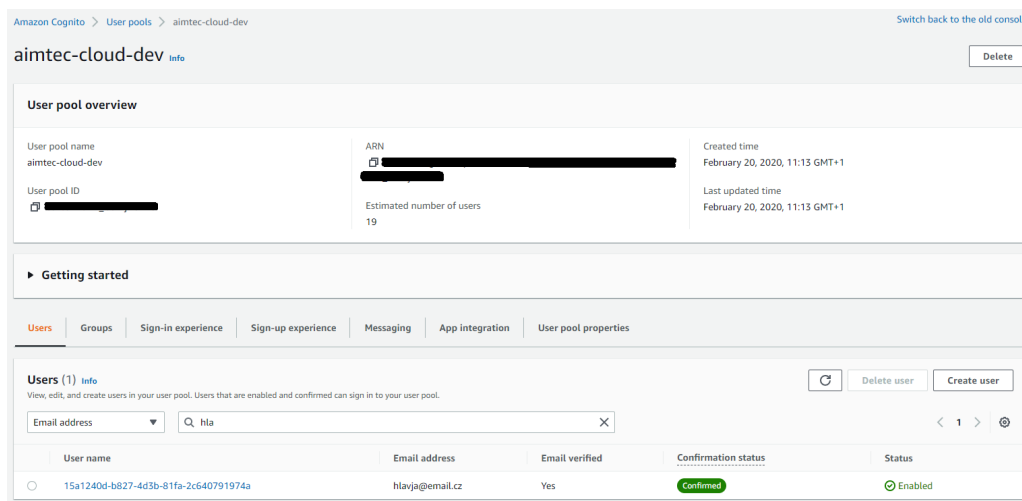 Amazon Cognito > User pools > aimtec-cloud-dev
Switch back to the old consol
aimtec-cloud-dev Info
Delete
User pool overview
User pool name
aimtec-cloud-dev
User pool ID
ARN
Estimated number of users
19
Created time
February 20, 2020, 11:13 GMT+1
Last updated time
February 20, 2020, 11:13 GMT+1
Getting started
Users Groups Sign-in experience Sign-up experience Messaging App integration User pool properties
Users (1) Info
View, edit, and create users in your user pool. Users that are enabled and confirmed can sign in to your user pool.
Delete user Create user
Email address hla
< 1 >
User name Email address Email verified Confirmation status Status
15a1240d-b827-4d3b-81fa-2c640791974a hlavja@email.cz Yes Confirmed Enabled